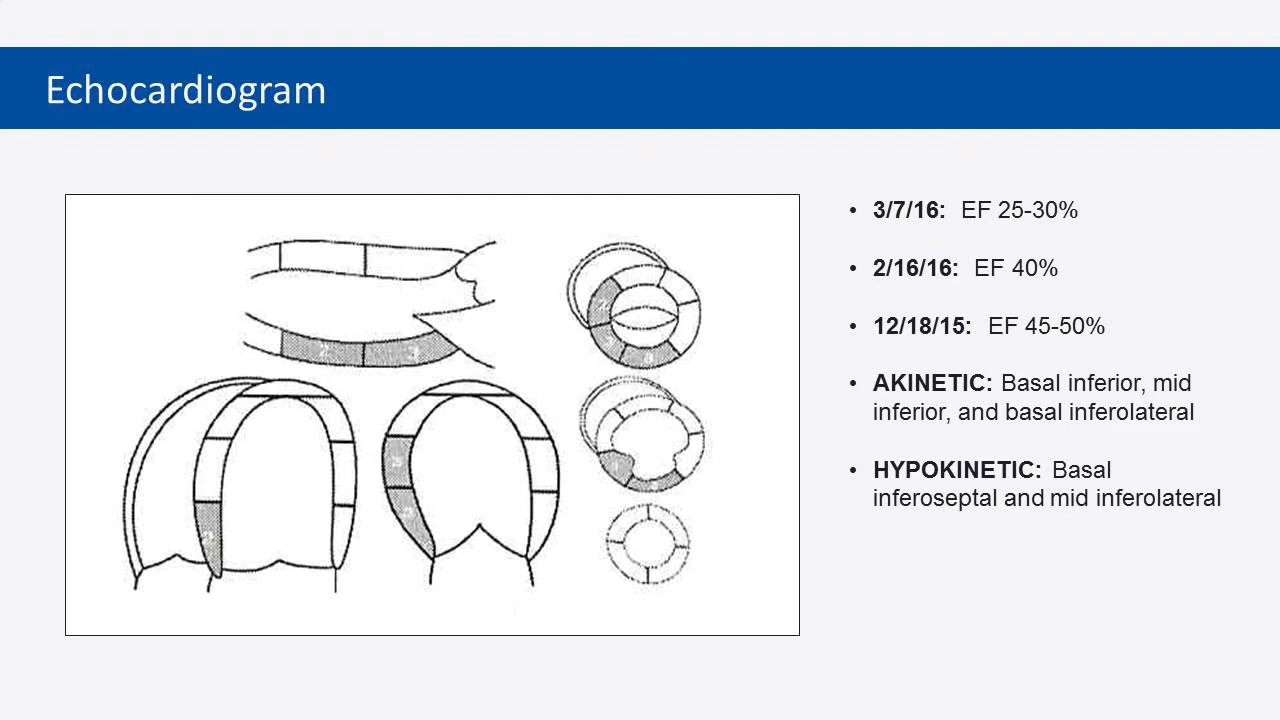 Echocardiogram
• 3/7/16: EF 25-30%
• 2/16/16: EF 40%
• 12/18/15: EF 45-50%
• AKINETIC: Basal inferior, mid
inferior, and basal inferolateral
• HYPOKINETIC: Basal
inferoseptal and mid inferolateral